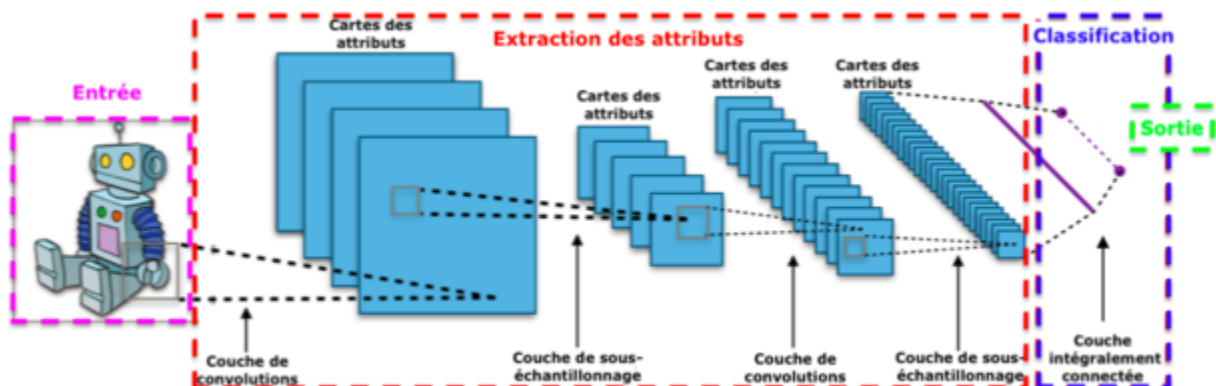 Entrée
Extraction des attributs
Cartes des
attributs
Cartes des
attributs
Cartes des
attributs
Cartes des
attributs
Classification
Sortie
Couche de
convolutions
Couche de sous-
échantillonnage
Couche de
convolutions
Couche de sous-
échantillonnage
Couche
intégralement
connectée